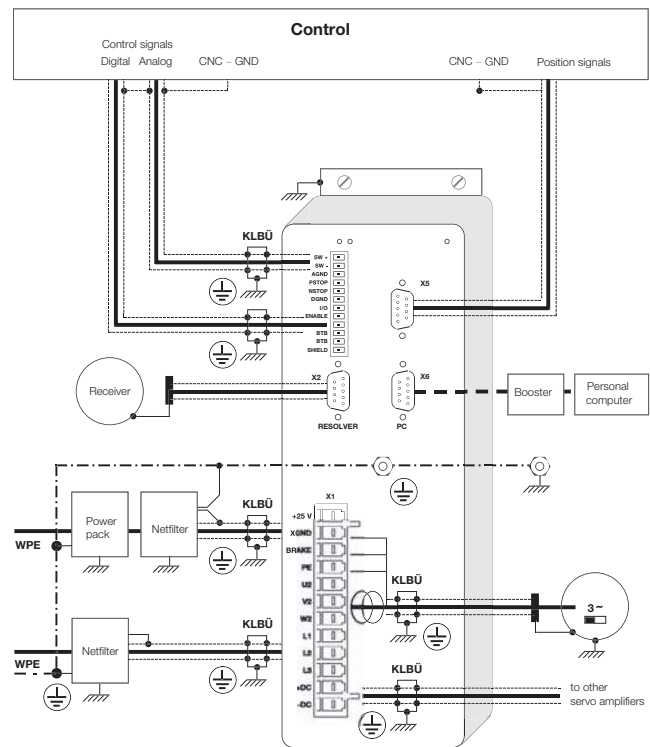 Control
Control signals
Digital Analog CNC – GND CNC – GND Position signals
KLBÜ
SW +
SW -
AGND
PSTOP
NSTOP
DGND
I/O
ENABLE
BTB
BTB
SHIELD
X5
KLBÜ
Receiver
X2
RESOLVER
X6
PC
Booster
Personal
computer
Power
pack
Netfilter
KLBÜ
WPE
X1
+25 V
XGND
BRAKE
PE
U2
V2
W2
L1
L2
L3
+DC
-DC
KLBÜ
3~
Netfilter
KLBÜ
WPE
KLBÜ
to other
servo amplifiers